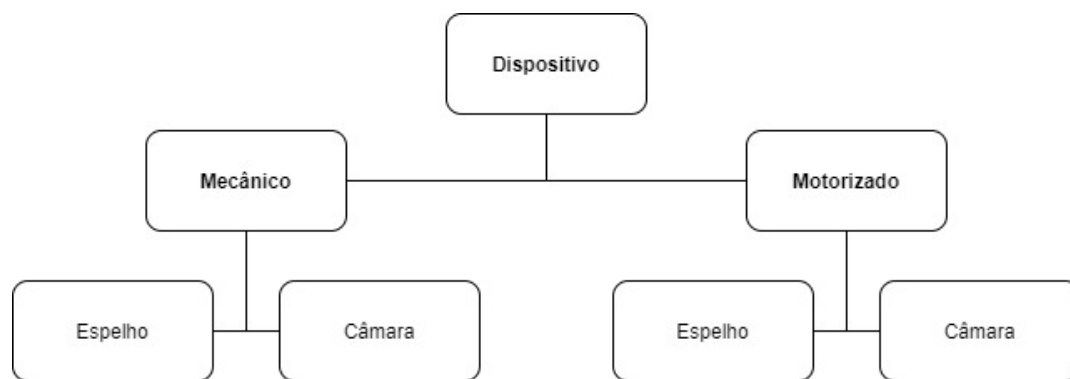 Dispositivo
Mecânico
Motorizado
Espelho
Câmara
Espelho
Câmara